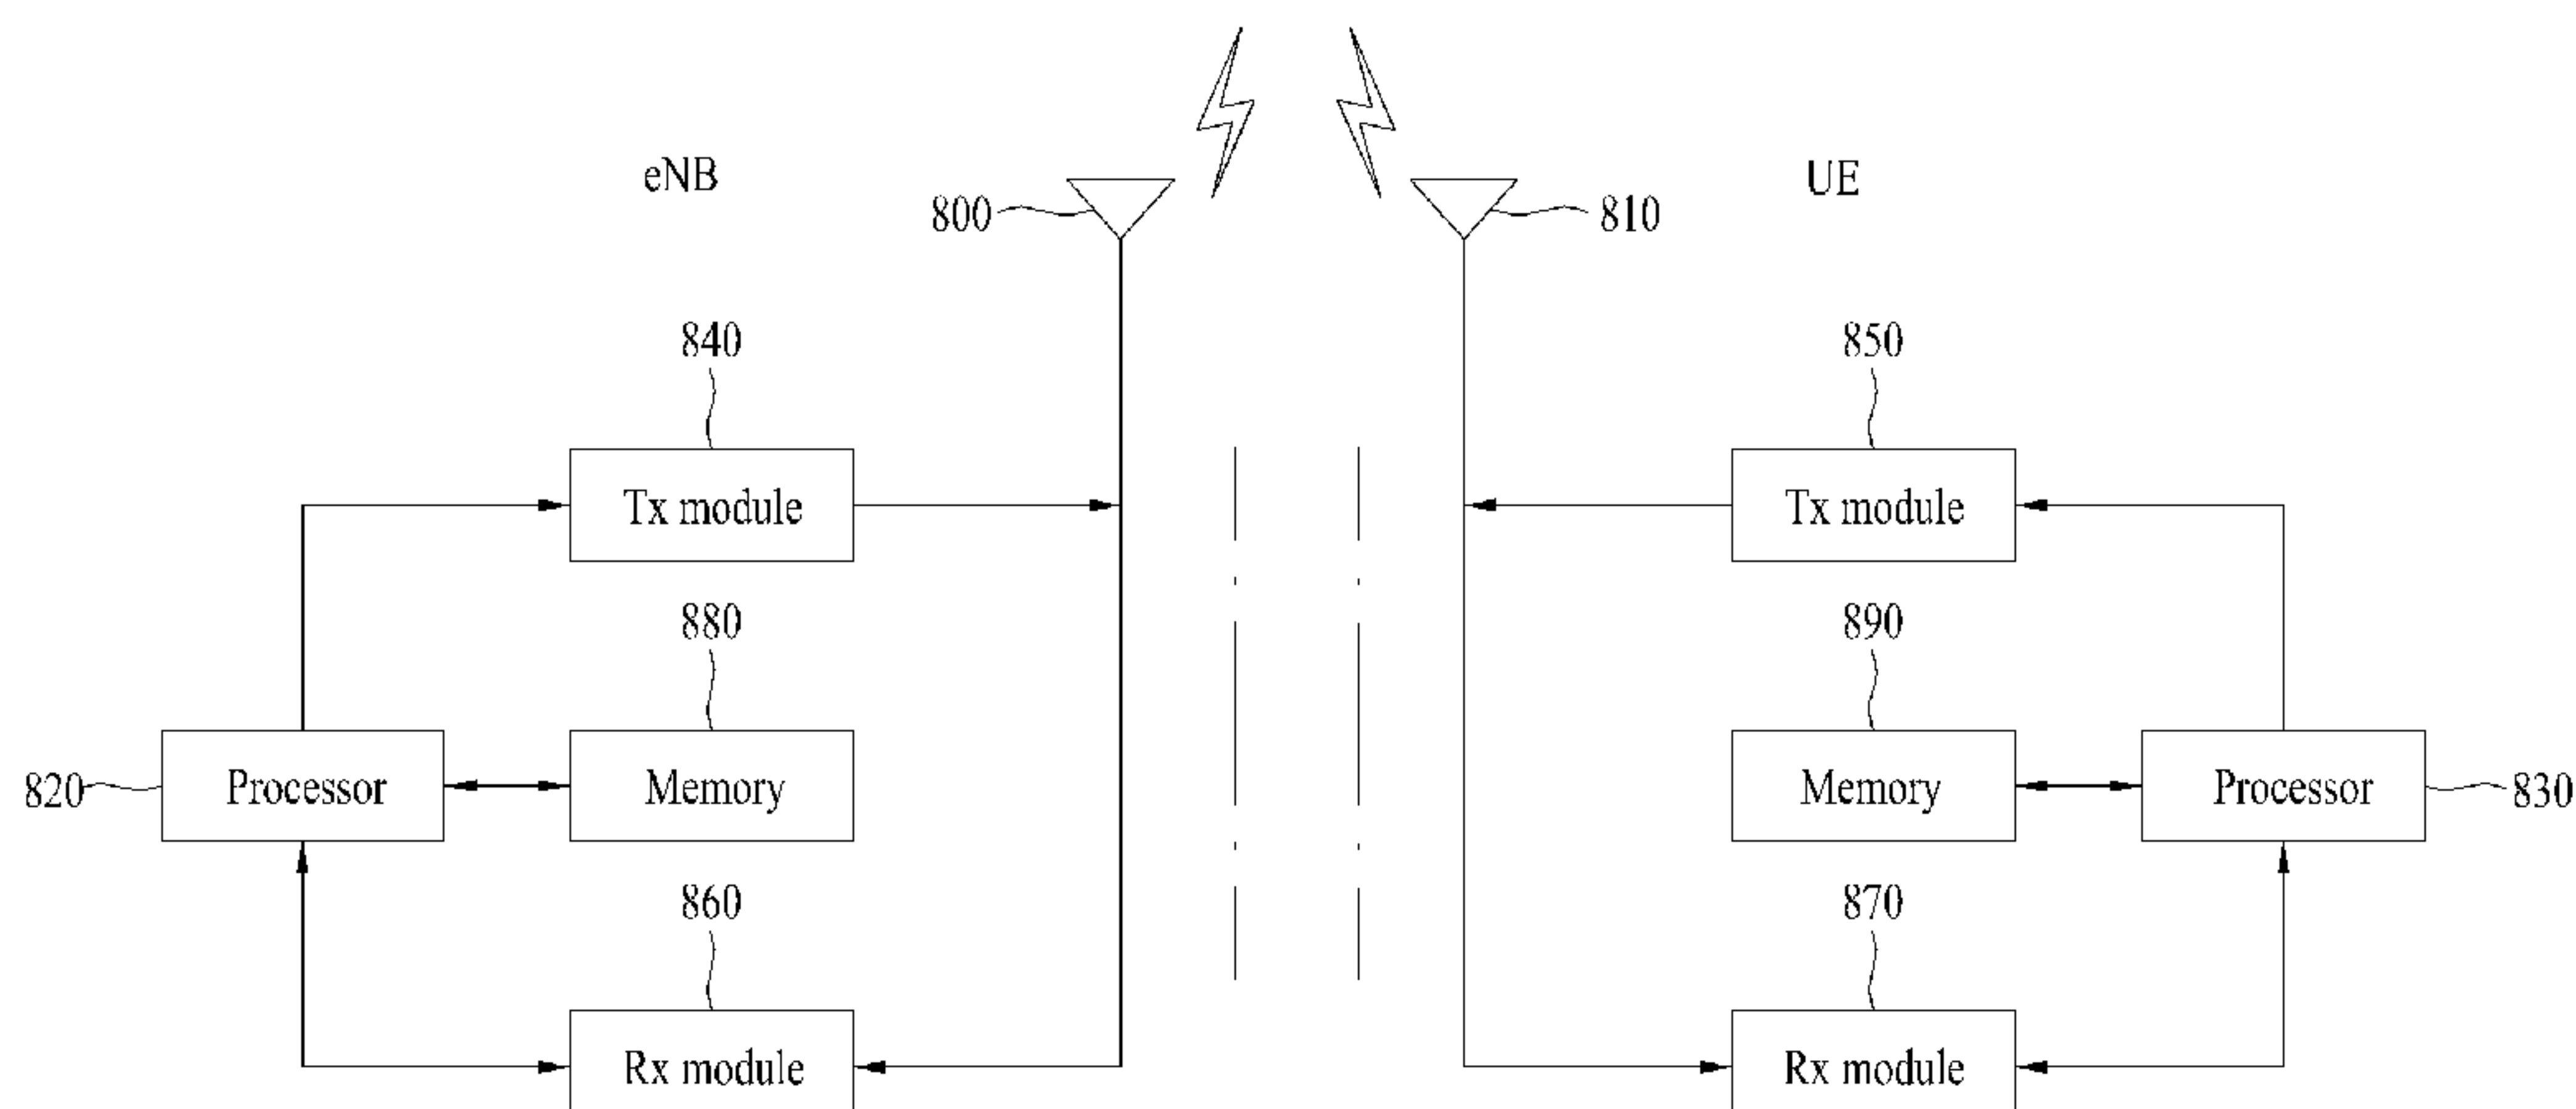 eNB
UE
800
810
840
850
Tx module
Tx module
880
890
820
Processor
Memory
Memory
Processor
830
860
870
Rx module
Rx module